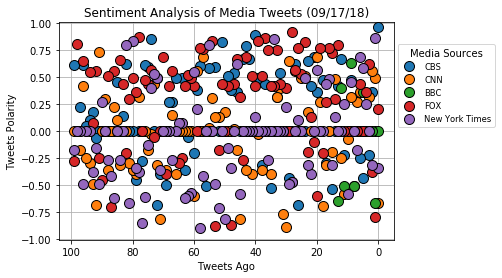 Sentiment Analysis of Media Tweets (09/17/18)
1.00
0.75
0.50
0.25
0.00
−0.25
−0.50
−0.75
−1.00
Tweets Polarity
100 80 60 40 20 0
Tweets Ago
Media Sources
CBS
CNN
BBC
FOX
New York Times